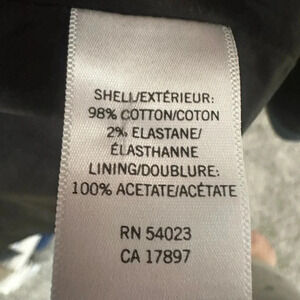 SHELL/EXTÉRIEUR:
98% COTTON/COTON
2% ELASTANE/
ÉLASTHANNE
LINING/DOUBLURE:
100% ACETATE/ACÉTATE
RN 54023
CA 17897